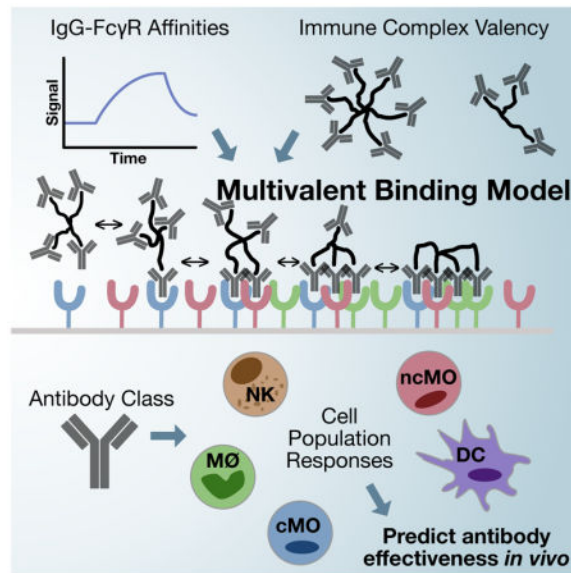 IgG-FcγR Affinities
Immune Complex Valency
Signal
Time
Multivalent Binding Model
Antibody Class
NK
ncMO
MØ
Cell
Population
Responses
DC
cMO
Predict antibody
effectiveness in vivo